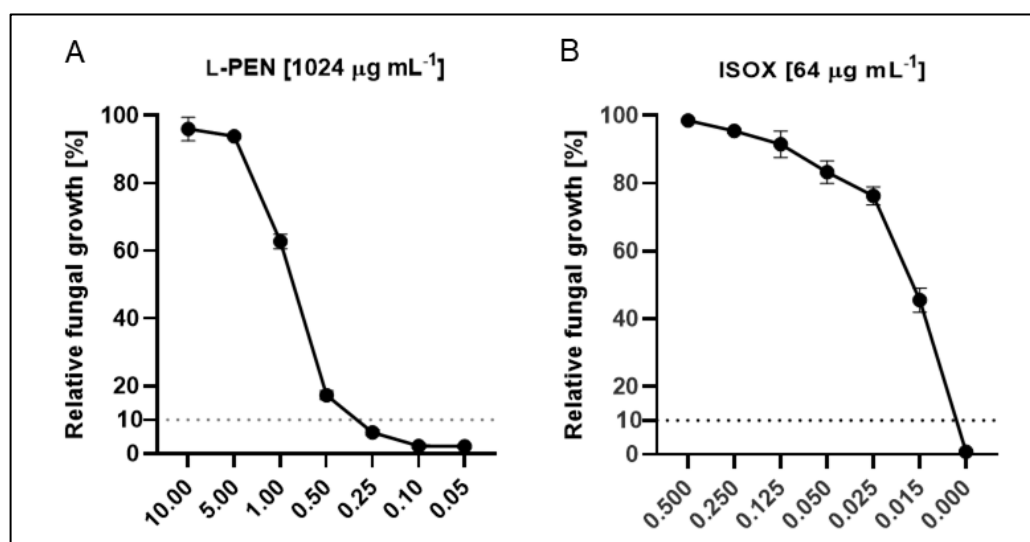 A
L-PEN [1024 µg mL⁻¹]
Relative fungal growth [%]
100
80
60
40
20
10
0
10.00 5.00 1.00 0.50 0.25 0.10 0.05
B
ISOX [64 µg mL⁻¹]
Relative fungal growth [%]
100
80
60
40
20
10
0
0.500 0.250 0.125 0.050 0.025 0.015 0.000